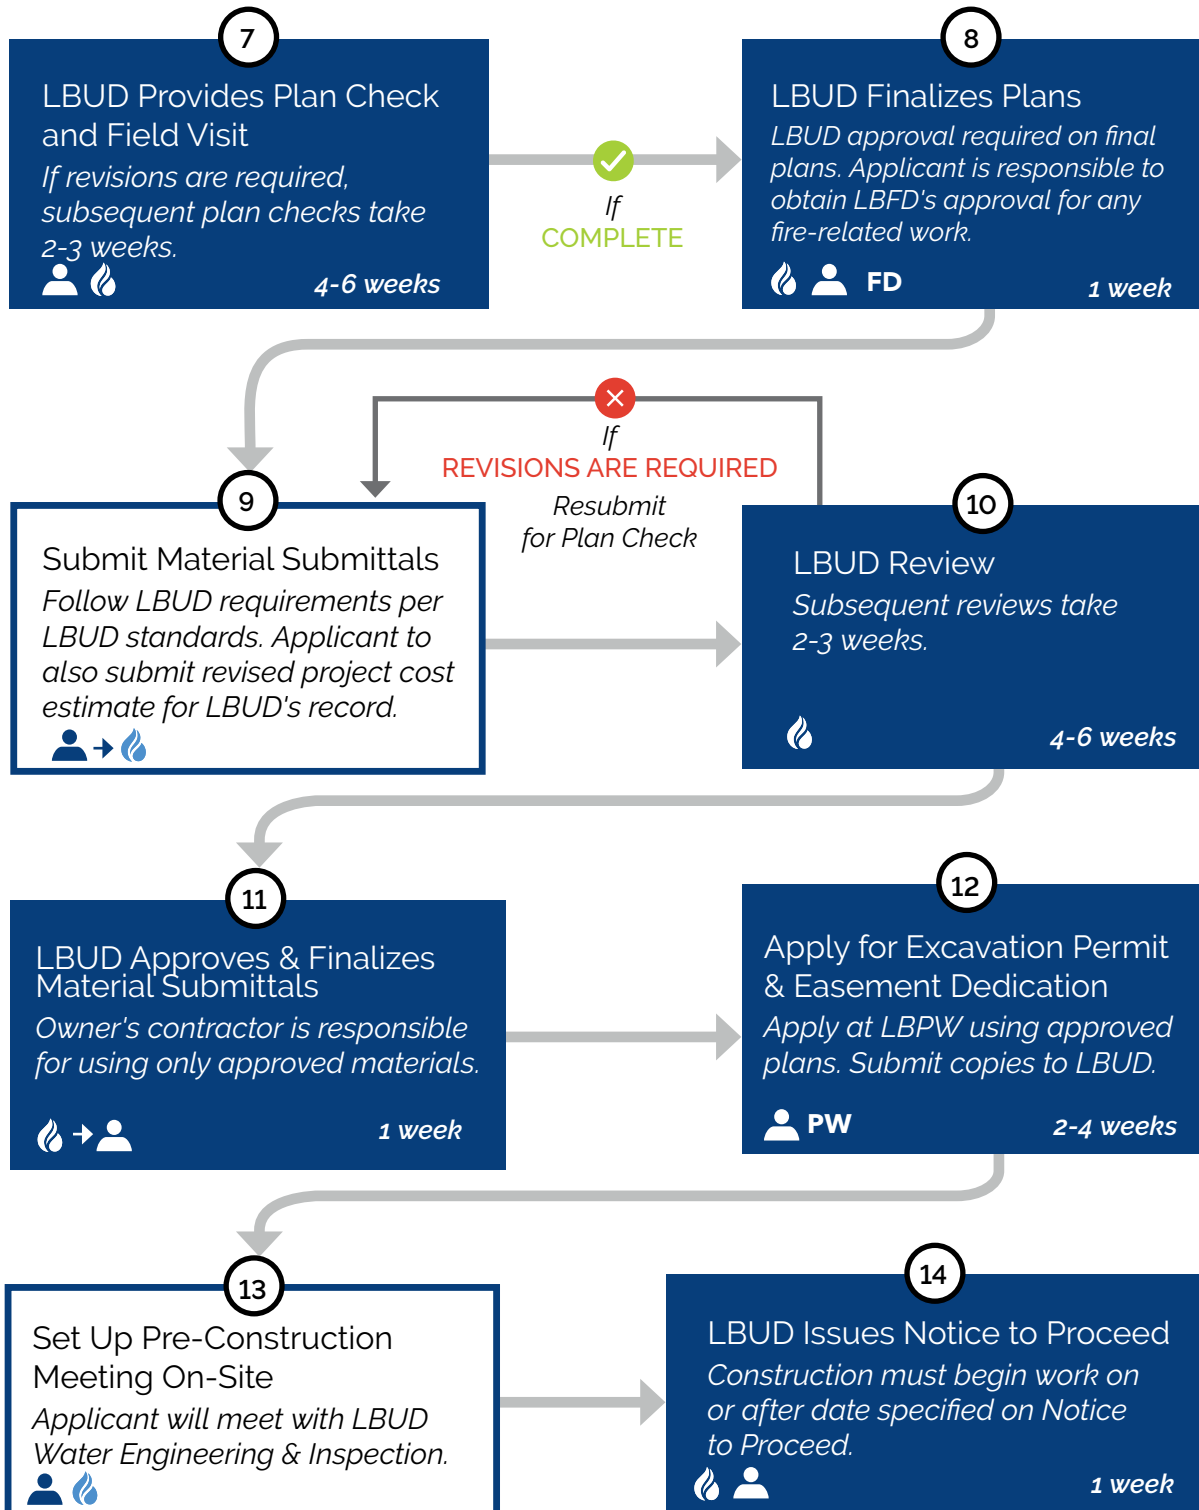 7
LBUD Provides Plan Check
and Field Visit
If revisions are required,
subsequent plan checks take
2-3 weeks.
4-6 weeks
If
COMPLETE
8
LBUD Finalizes Plans
LBUD approval required on final
plans. Applicant is responsible to
obtain LBFD's approval for any
fire-related work.
FD
1 week
If
REVISIONS ARE REQUIRED
Resubmit
for Plan Check
9
Submit Material Submittals
Follow LBUD requirements per
LBUD standards. Applicant to
also submit revised project cost
estimate for LBUD's record.
10
LBUD Review
Subsequent reviews take
2-3 weeks.
4-6 weeks
11
LBUD Approves & Finalizes
Material Submittals
Owner's contractor is responsible
for using only approved materials.
1 week
12
Apply for Excavation Permit
& Easement Dedication
Apply at LBPW using approved
plans. Submit copies to LBUD.
PW
2-4 weeks
13
Set Up Pre-Construction
Meeting On-Site
Applicant will meet with LBUD
Water Engineering & Inspection.
14
LBUD Issues Notice to Proceed
Construction must begin work on
or after date specified on Notice
to Proceed.
1 week